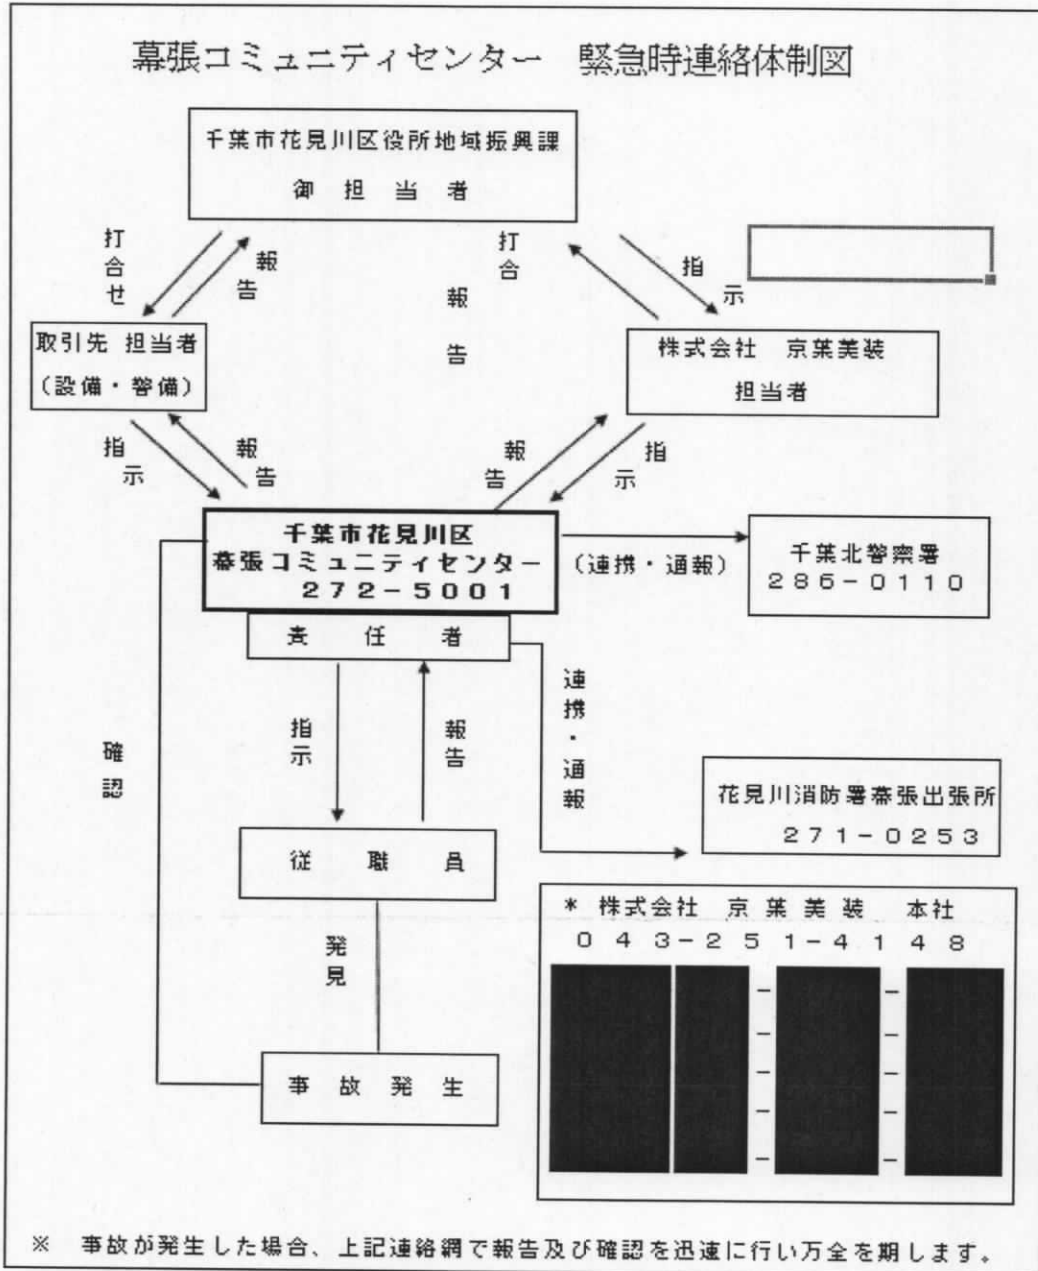 幕張コミュニティセンター　緊急時連絡体制図
千葉市花見川区役所地域振興課
御　担　当　者
打合せ
報告
報告
打合
指示
取引先 担当者
（設備・警備）
株式会社　京葉美装
担当者
指示
報告
報告
指示
千葉市花見川区
幕張コミュニティセンター
２７２－５００１
（連携・通報）
千葉北警察署
２８６－０１１０
責　任　者
連携・通報
指示
報告
確認
花見川消防署幕張出張所
２７１－０２５３
従　職　員
＊ 株式会社　京 葉 美 装　本社
０４３－２５１－４１４８
発見
－　－
－　－
－　－
－　－
－　－
事　故　発　生
※　事故が発生した場合、上記連絡網で報告及び確認を迅速に行い万全を期します。